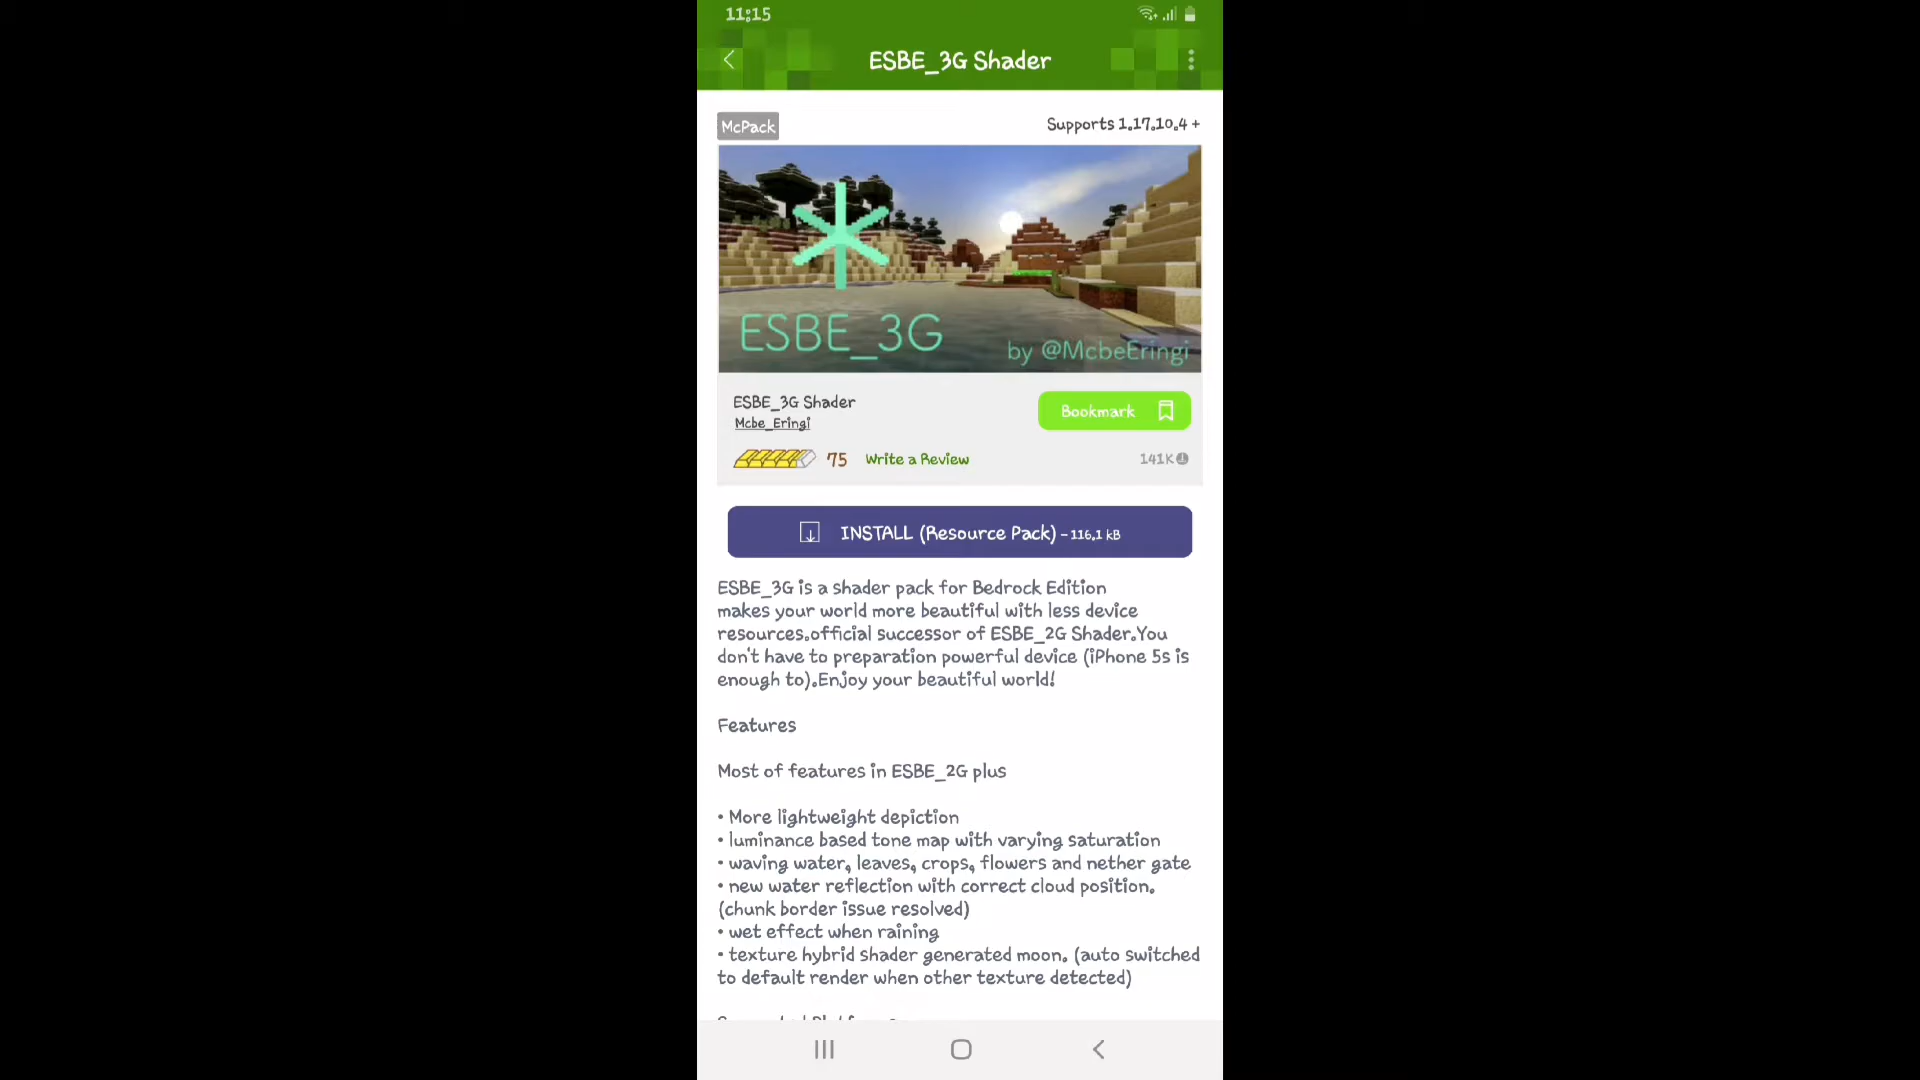 11:15
ESBE_3G Shader
McPack
Supports 1.17.10.4 +
ESBE_3G
by @McbeEringi
ESBE_3G Shader
Mcbe_Eringi
Bookmark
75 Write a Review
141K
INSTALL (Resource Pack) - 116.1 kB
ESBE_3G is a shader pack for Bedrock Edition
makes your world more beautiful with less device
resources.official successor of ESBE_2G Shader.You
don't have to preparation powerful device (iPhone 5s is
enough to).Enjoy your beautiful world!
Features
Most of features in ESBE_2G plus
• More lightweight depiction
• luminance based tone map with varying saturation
• waving water, leaves, crops, flowers and nether gate
• new water reflection with correct cloud position.
(chunk border issue resolved)
• wet effect when raining
• texture hybrid shader generated moon. (auto switched
to default render when other texture detected)